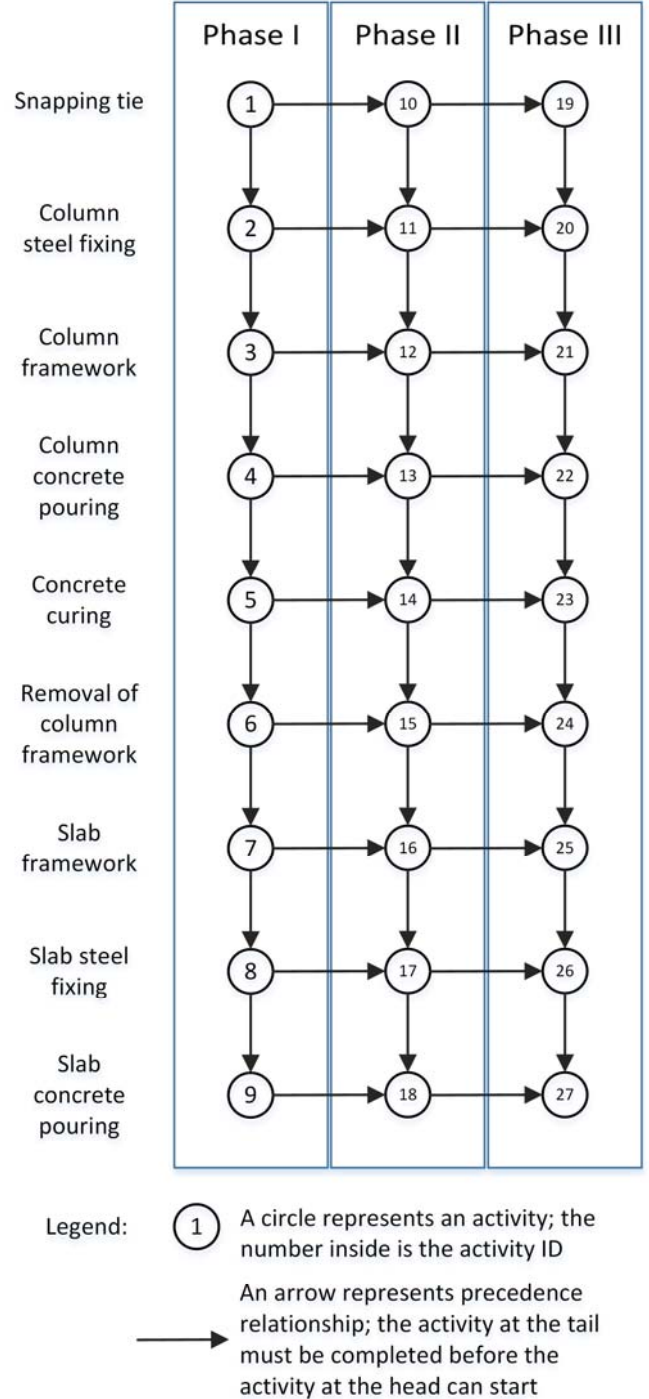 Phase I Phase II Phase III
Snapping tie 1 10 19
Column
steel fixing 2 11 20
Column
framework 3 12 21
Column
concrete
pouring 4 13 22
Concrete
curing 5 14 23
Removal of
column
framework 6 15 24
Slab
framework 7 16 25
Slab steel
fixing 8 17 26
Slab
concrete
pouring 9 18 27
Legend: 1 A circle represents an activity; the
number inside is the activity ID
An arrow represents precedence
relationship; the activity at the tail
must be completed before the
activity at the head can start